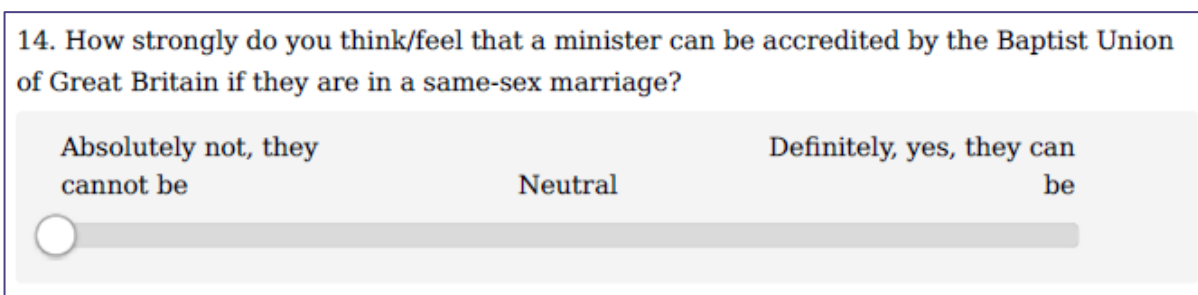 14. How strongly do you think/feel that a minister can be accredited by the Baptist Union
of Great Britain if they are in a same-sex marriage?
Absolutely not, they
cannot be
Neutral
Definitely, yes, they can
be